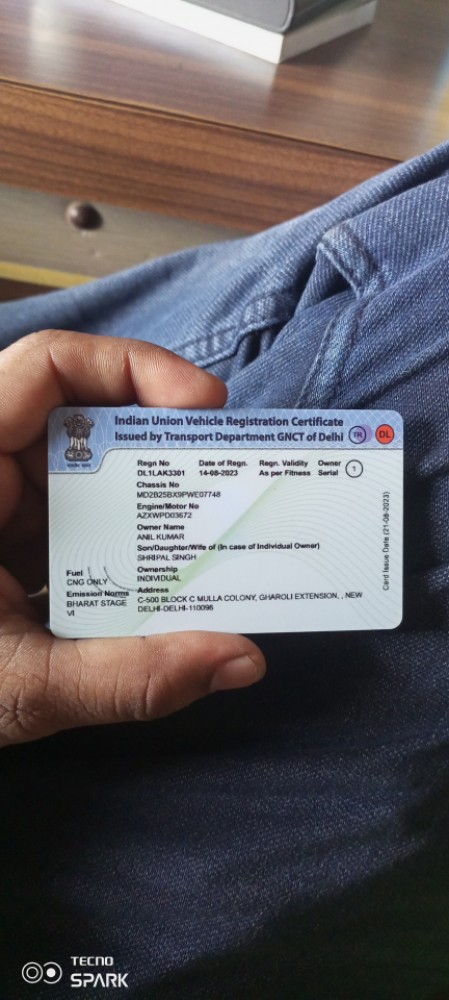 Indian Union Vehicle Registration Certificate
Issued by Transport Department GNCT of Delhi TR DL
Regn No Date of Regn. Regn. Validity Owner
DL1LAK3301 14-08-2023 As per Fitness Serial 1
Chassis No
MD2B25BX9PWE07748
Engine/Motor No
AZXWPD03672
Owner Name
ANIL KUMAR
Son/Daughter/Wife of (In case of Individual Owner)
SHRIPAL SINGH
Fuel Ownership
CNG ONLY INDIVIDUAL
Emission Norms Address
BHARAT STAGE C-500 BLOCK C MULLA COLONY, GHAROLI EXTENSION, , NEW
VI DELHI-DELHI-110096
Card Issue Date (21-08-2023)
TECNO
SPARK